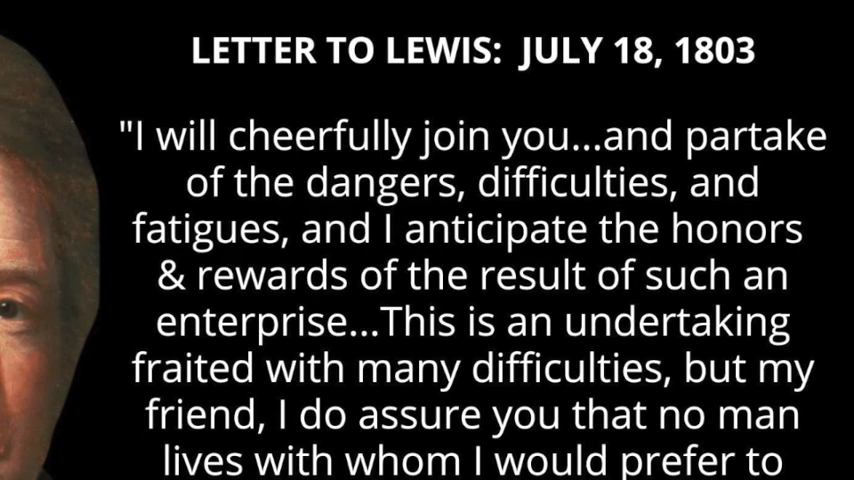 LETTER TO LEWIS: JULY 18, 1803
"I will cheerfully join you...and partake
of the dangers, difficulties, and
fatigues, and I anticipate the honors
& rewards of the result of such an
enterprise...This is an undertaking
fraited with many difficulties, but my
friend, I do assure you that no man
lives with whom I would prefer to